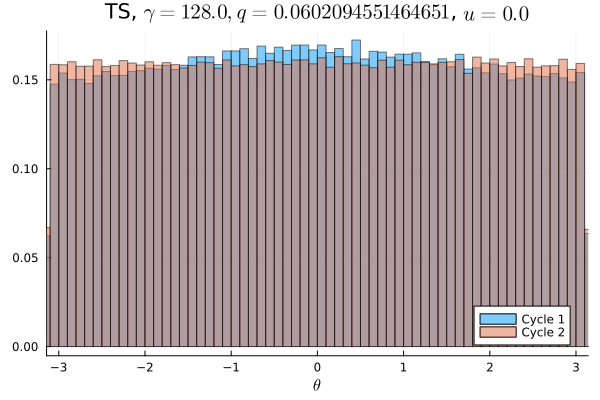 TS, γ = 128.0, q = 0.0602094551464651, u = 0.0
0.15
0.10
0.05
0.00
Cycle 1
Cycle 2
−3 −2 −1 0 1 2 3
θ